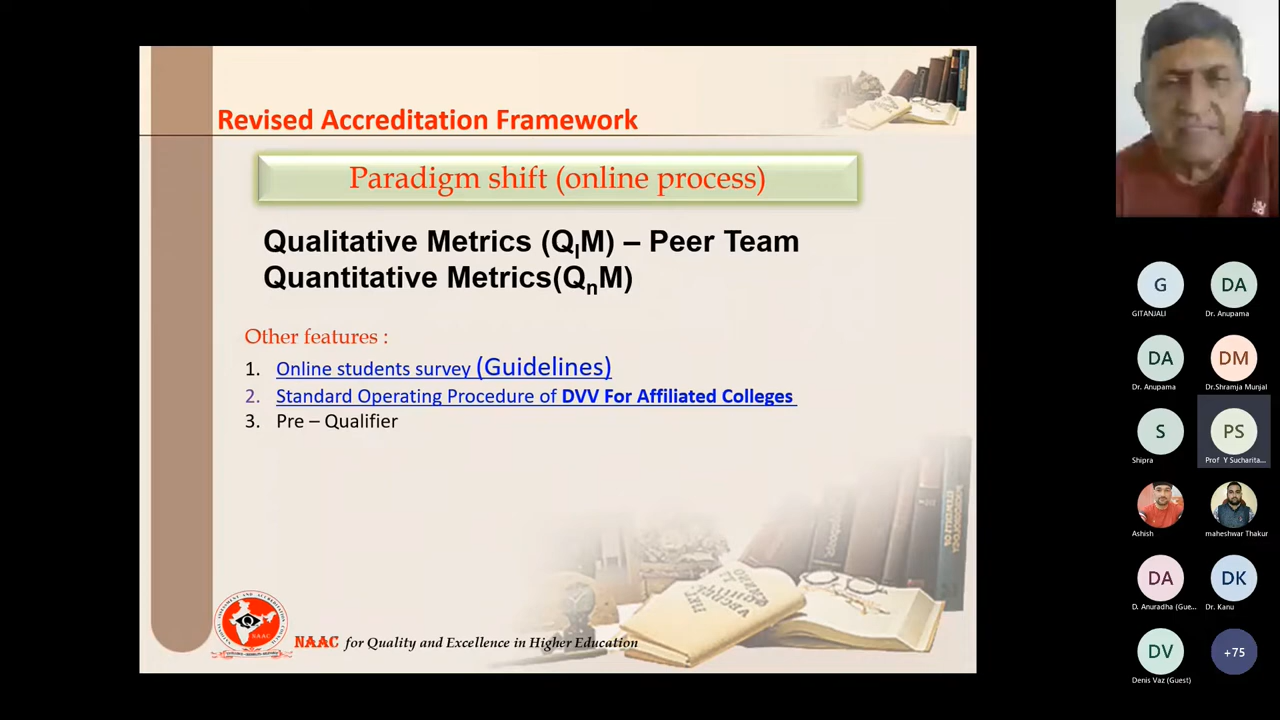 Revised Accreditation Framework
Paradigm shift (online process)
Qualitative Metrics (QlM) – Peer Team
Quantitative Metrics(QnM)
Other features :
1. Online students survey (Guidelines)
2. Standard Operating Procedure of DVV For Affiliated Colleges
3. Pre – Qualifier
NAAC
NAAC for Quality and Excellence in Higher Education
G DA
GITANJALI Dr. Anupama
DA DM
Dr. Anupama Dr.Shramja Munjal
S PS
Shipra Prof Y Sucharita...
Ashish maheshwar Thakur
DA DK
D. Anuradha (Gue... Dr. Kanu
DV +75
Denis Vaz (Guest)